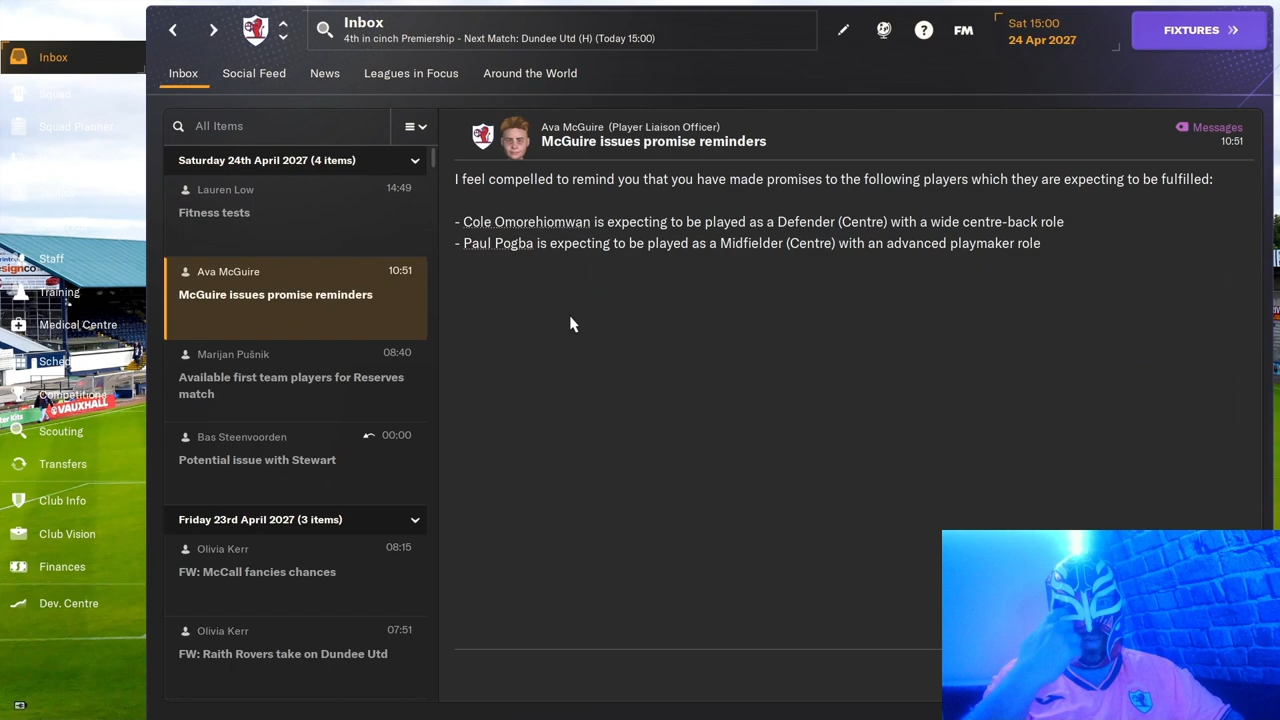 Inbox
4th in cinch Premiership - Next Match: Dundee Utd (H) (Today 15:00)
FM
Sat 15:00
24 Apr 2027
FIXTURES
Inbox
Inbox
Social Feed
News
Leagues in Focus
Around the World
Squad
Squad Planner
Staff
Training
Medical Centre
Sched
Competitions
VAUXHALL
Scouting
Transfers
Club Info
Club Vision
Finances
Dev. Centre
All Items
Saturday 24th April 2027 (4 items)
Lauren Low 14:49
Fitness tests
Ava McGuire 10:51
McGuire issues promise reminders
Marijan Pušnik 08:40
Available first team players for Reserves
match
Bas Steenvoorden 00:00
Potential issue with Stewart
Friday 23rd April 2027 (3 items)
Olivia Kerr 08:15
FW: McCall fancies chances
Olivia Kerr 07:51
FW: Raith Rovers take on Dundee Utd
Ava McGuire (Player Liaison Officer)
McGuire issues promise reminders
Messages
10:51
I feel compelled to remind you that you have made promises to the following players which they are expecting to be fulfilled:
- Cole Omorehiomwan is expecting to be played as a Defender (Centre) with a wide centre-back role
- Paul Pogba is expecting to be played as a Midfielder (Centre) with an advanced playmaker role